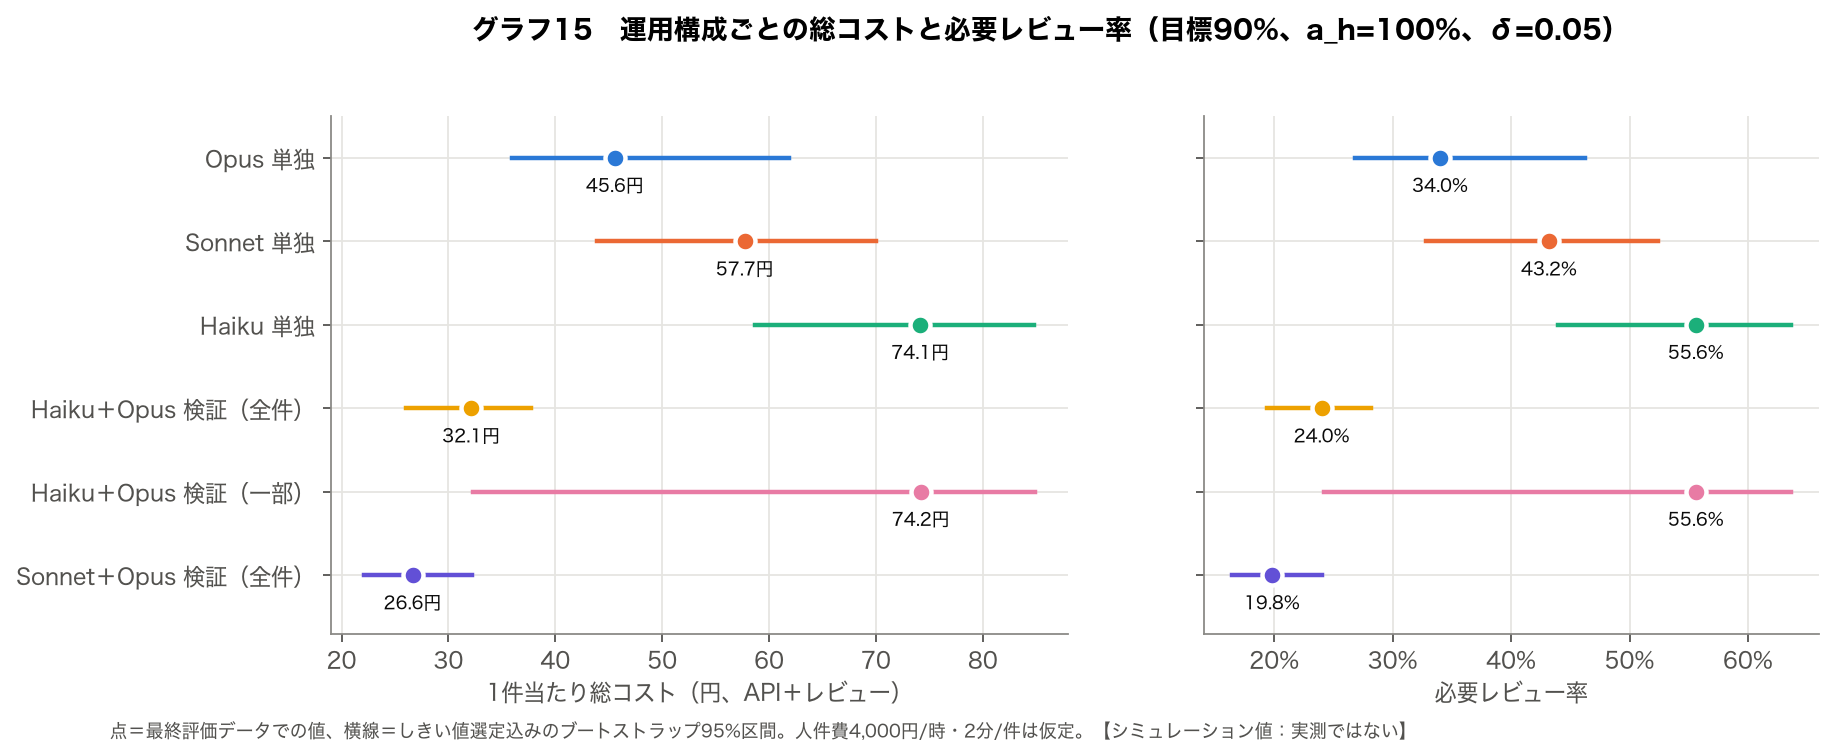 グラフ15　運用構成ごとの総コストと必要レビュー率（目標90%、a_h=100%、δ=0.05）
Opus 単独
45.6円
34.0%
Sonnet 単独
57.7円
43.2%
Haiku 単独
74.1円
55.6%
Haiku＋Opus 検証（全件）
32.1円
24.0%
Haiku＋Opus 検証（一部）
74.2円
55.6%
Sonnet＋Opus 検証（全件）
26.6円
19.8%
20 30 40 50 60 70 80
20% 30% 40% 50% 60%
1件当たり総コスト（円、API＋レビュー）
必要レビュー率
点＝最終評価データでの値、横線＝しきい値選定込みのブートストラップ95%区間。人件費4,000円/時・2分/件は仮定。【シミュレーション値：実測ではない】